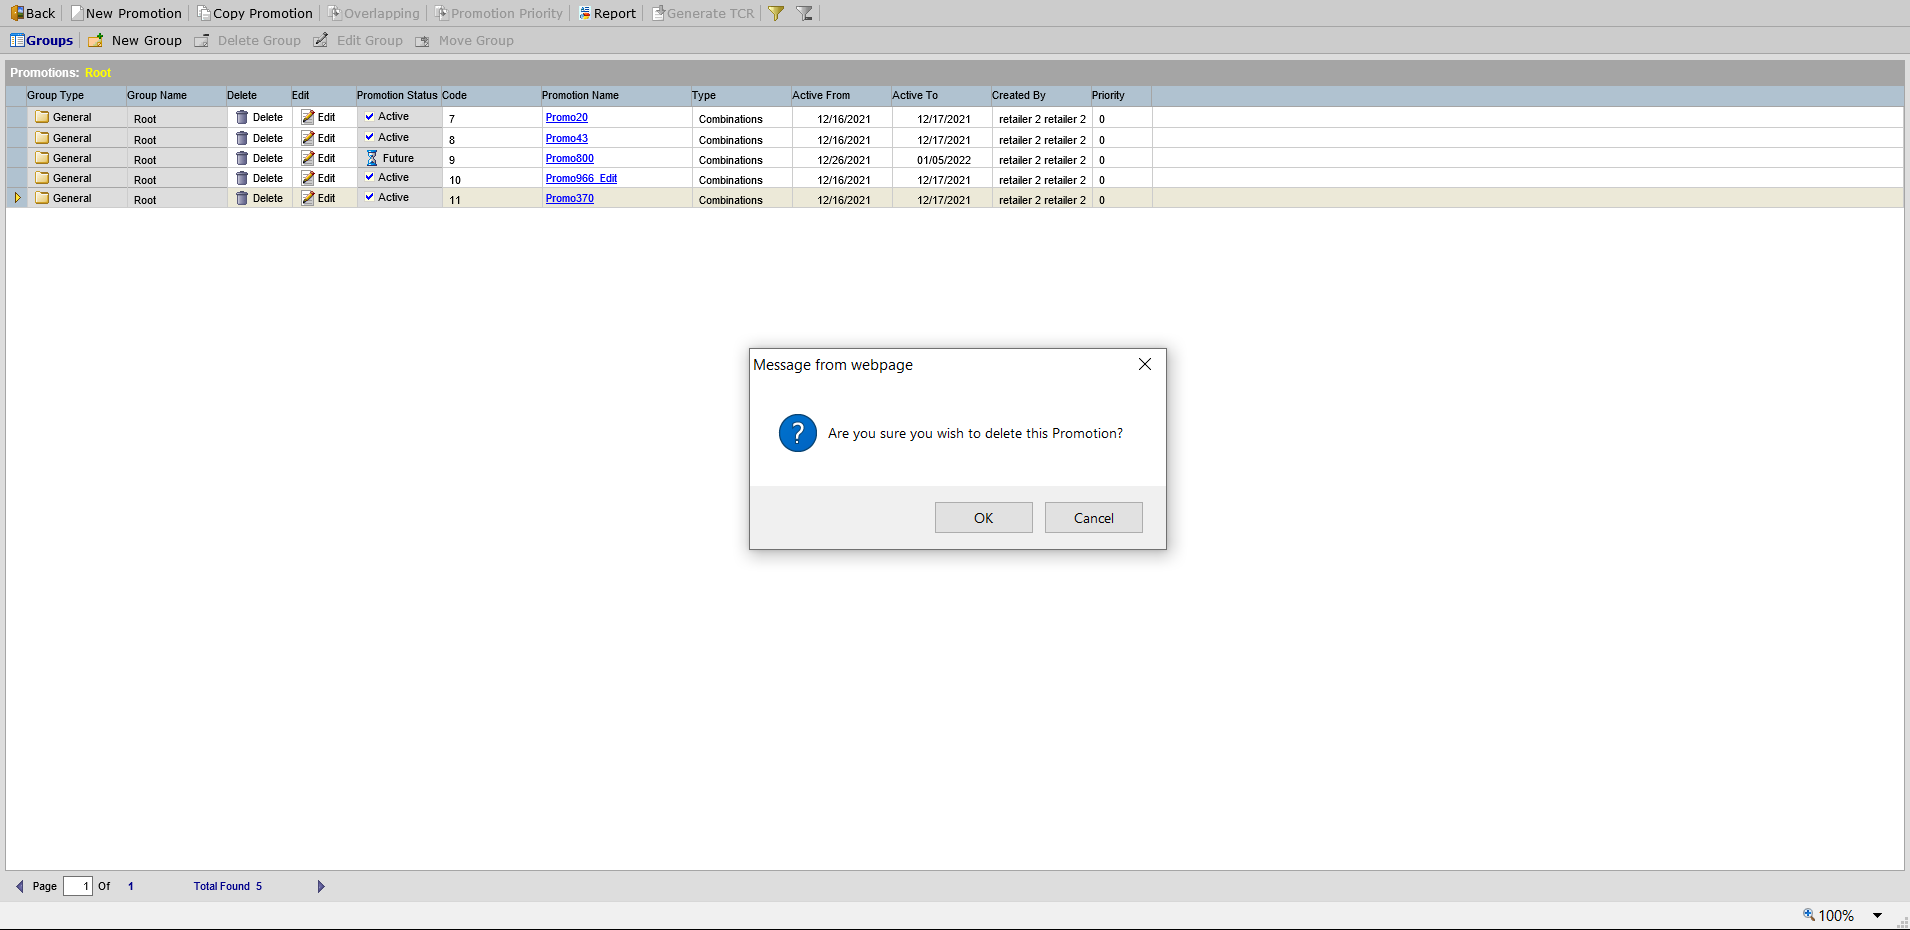 Back New Promotion Copy Promotion Overlapping Promotion Priority Report Generate TCR
Groups New Group Delete Group Edit Group Move Group
Promotions: Root
Group Type Group Name Delete Edit Promotion Status Code Promotion Name Type Active From Active To Created By Priority
General Root Delete Edit Active 7 Promo20 Combinations 12/16/2021 12/17/2021 retailer 2 retailer 2 0
General Root Delete Edit Active 8 Promo43 Combinations 12/16/2021 12/17/2021 retailer 2 retailer 2 0
General Root Delete Edit Future 9 Promo800 Combinations 12/26/2021 01/05/2022 retailer 2 retailer 2 0
General Root Delete Edit Active 10 Promo966_Edit Combinations 12/16/2021 12/17/2021 retailer 2 retailer 2 0
General Root Delete Edit Active 11 Promo370 Combinations 12/16/2021 12/17/2021 retailer 2 retailer 2 0
Message from webpage
Are you sure you wish to delete this Promotion?
OK Cancel
Page 1 Of 1 Total Found 5
100%